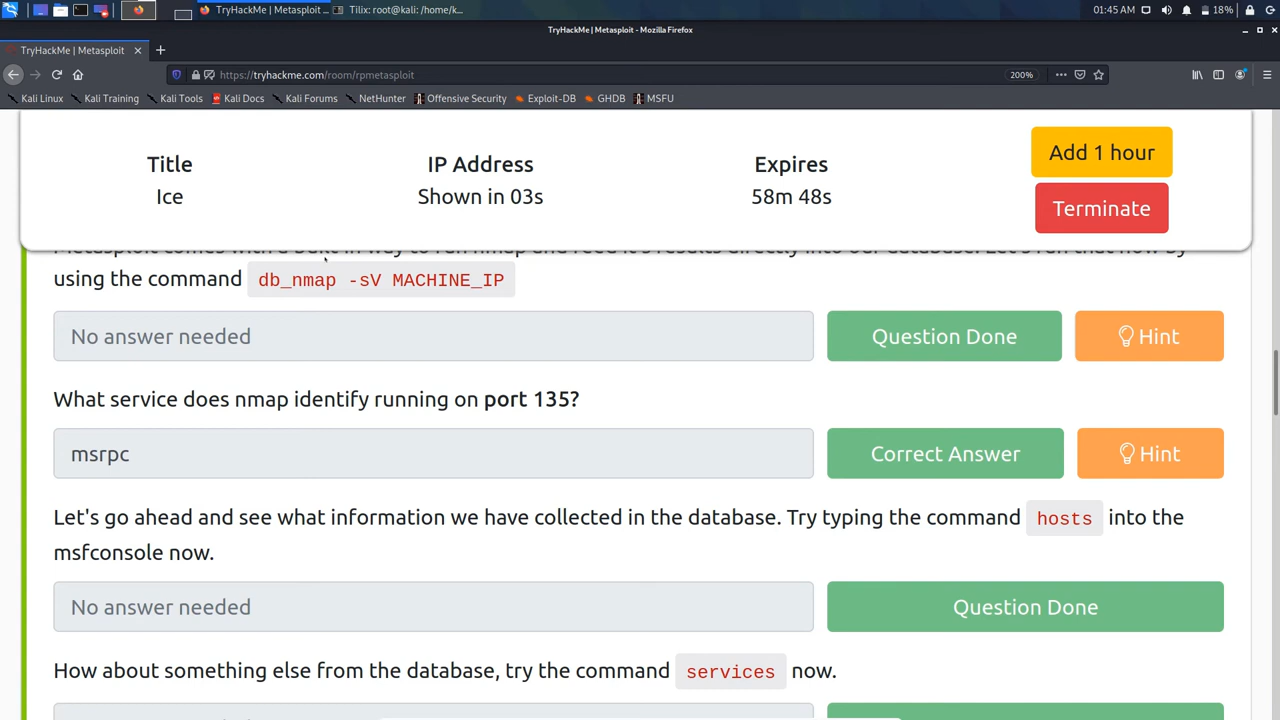 TryHackMe | Metasploit ...
Tilix: root@kali: /home/k...
01:45 AM
18%
TryHackMe | Metasploit - Mozilla Firefox
TryHackMe | Metasploit
https://tryhackme.com/room/rpmetasploit
200%
Kali Linux
Kali Training
Kali Tools
Kali Docs
Kali Forums
NetHunter
Offensive Security
Exploit-DB
GHDB
MSFU
Title
IP Address
Expires
Add 1 hour
Ice
Shown in 03s
58m 48s
Terminate
using the command db_nmap -sV MACHINE_IP
No answer needed
Question Done
Hint
What service does nmap identify running on port 135?
msrpc
Correct Answer
Hint
Let's go ahead and see what information we have collected in the database. Try typing the command hosts into the
msfconsole now.
No answer needed
Question Done
How about something else from the database, try the command services now.